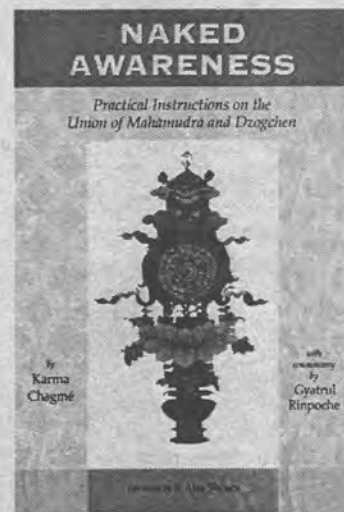 NAKED
AWARENESS
Practical Instructions on the
Union of Mahāmudrā and Dzogchen
by
Karma
Chagmé
with
commentary
by
Gyatrul
Rinpoche